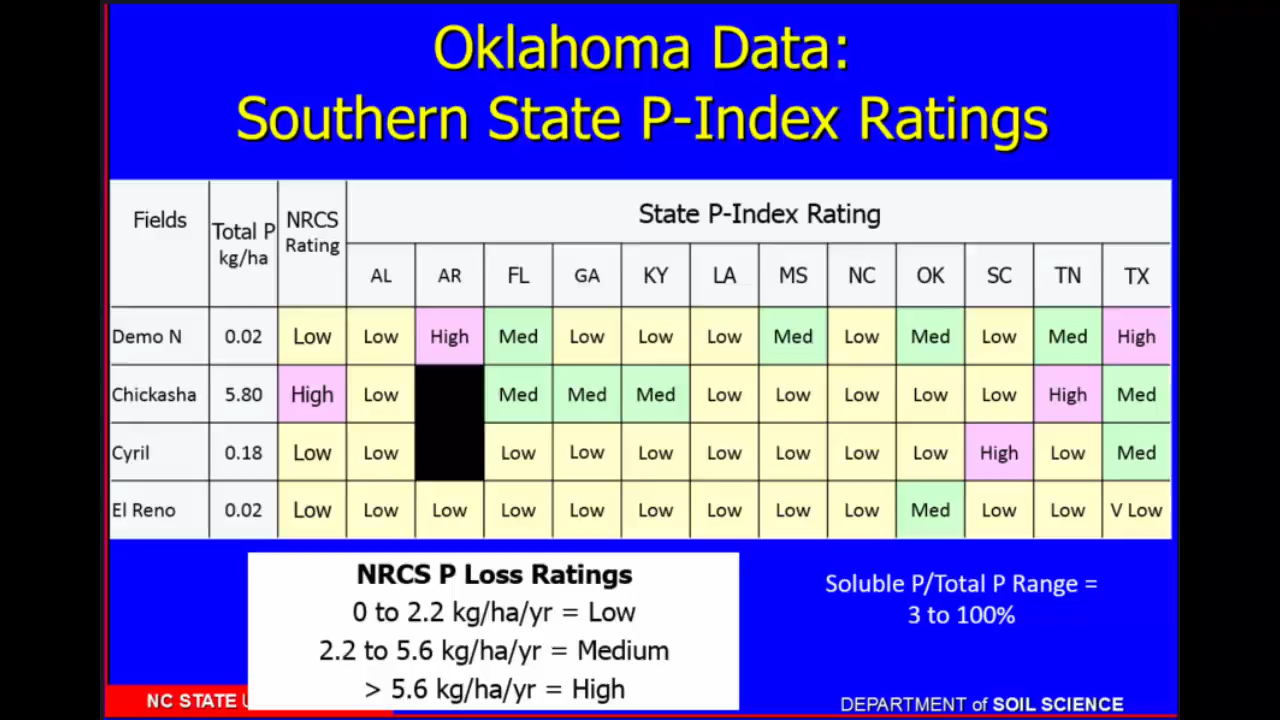 Oklahoma Data:
Southern State P-Index Ratings
Fields Total P kg/ha NRCS Rating State P-Index Rating
AL AR FL GA KY LA MS NC OK SC TN TX
Demo N 0.02 Low Low High Med Low Low Low Med Low Med Low Med High
Chickasha 5.80 High Low Med Med Med Low Low Low Low Low High Med
Cyril 0.18 Low Low Low Low Low Low Low Low Low High Low Med
El Reno 0.02 Low Low Low Low Low Low Low Low Low Med Low Low V Low
NRCS P Loss Ratings
0 to 2.2 kg/ha/yr = Low
2.2 to 5.6 kg/ha/yr = Medium
> 5.6 kg/ha/yr = High
Soluble P/Total P Range =
3 to 100%
NC STATE
DEPARTMENT of SOIL SCIENCE